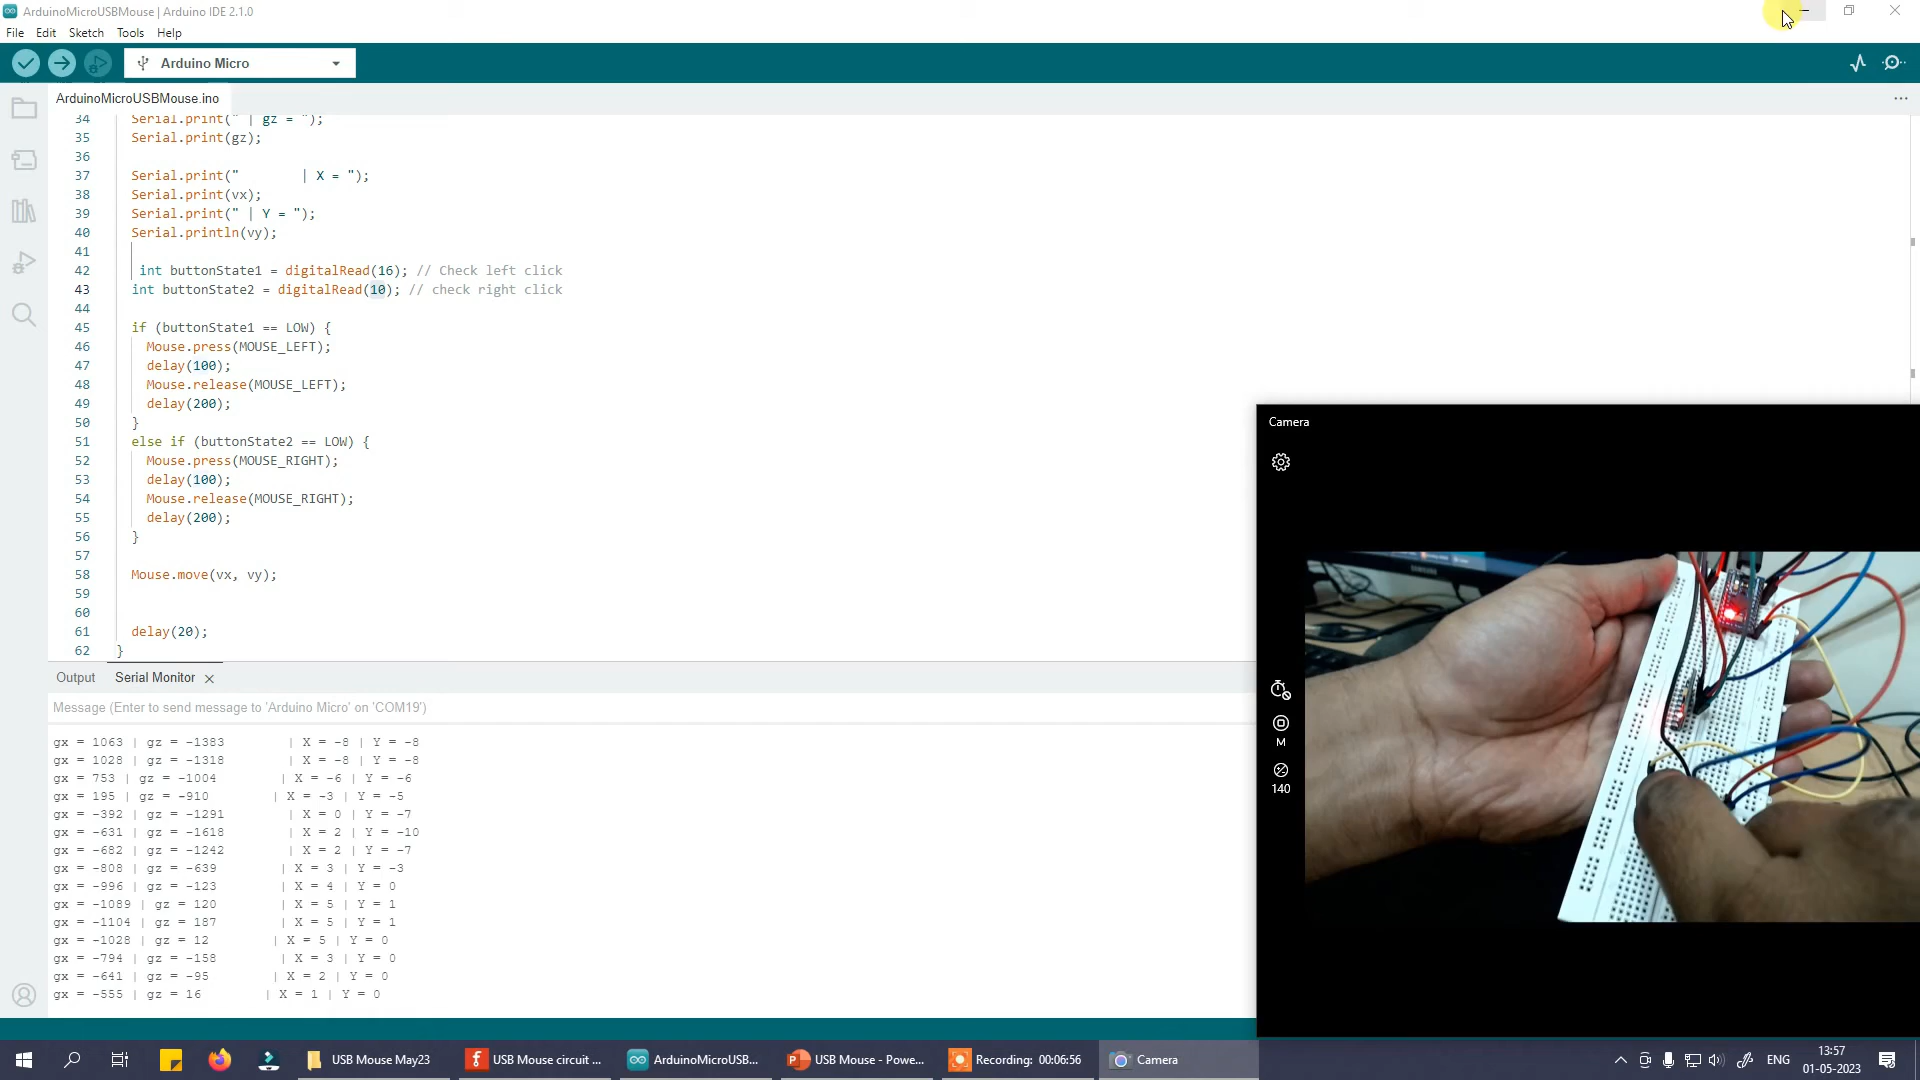 ArduinoMicroUSBMouse | Arduino IDE 2.1.0
File Edit Sketch Tools Help
Arduino Micro
ArduinoMicroUSBMouse.ino
34 Serial.print(" | gz = ");
35 Serial.print(gz);
36
37 Serial.print("        | X = ");
38 Serial.print(vx);
39 Serial.print(" | Y = ");
40 Serial.println(vy);
41
42 int buttonState1 = digitalRead(16); // Check left click
43 int buttonState2 = digitalRead(10); // check right click
44
45 if (buttonState1 == LOW) {
46 Mouse.press(MOUSE_LEFT);
47 delay(100);
48 Mouse.release(MOUSE_LEFT);
49 delay(200);
50 }
51 else if (buttonState2 == LOW) {
52 Mouse.press(MOUSE_RIGHT);
53 delay(100);
54 Mouse.release(MOUSE_RIGHT);
55 delay(200);
56 }
57
58 Mouse.move(vx, vy);
59
60
61 delay(20);
62 }
Output Serial Monitor
Message (Enter to send message to 'Arduino Micro' on 'COM19')
gx = 1063 | gz = -1383        | X = -8 | Y = -8
gx = 1028 | gz = -1318        | X = -8 | Y = -8
gx = 753 | gz = -1004        | X = -6 | Y = -6
gx = 195 | gz = -910        | X = -3 | Y = -5
gx = -392 | gz = -1291        | X = 0 | Y = -7
gx = -631 | gz = -1618        | X = 2 | Y = -10
gx = -682 | gz = -1242        | X = 2 | Y = -7
gx = -808 | gz = -639        | X = 3 | Y = -3
gx = -996 | gz = -123        | X = 4 | Y = 0
gx = -1089 | gz = 120        | X = 5 | Y = 1
gx = -1104 | gz = 187        | X = 5 | Y = 1
gx = -1028 | gz = 12        | X = 5 | Y = 0
gx = -794 | gz = -158        | X = 3 | Y = 0
gx = -641 | gz = -95        | X = 2 | Y = 0
gx = -555 | gz = 16        | X = 1 | Y = 0
Camera
M
140
SAMSUNG
USB Mouse May23
USB Mouse circuit ...
ArduinoMicroUSB...
USB Mouse - Powe...
Recording: 00:06:56
Camera
ENG
13:57
01-05-2023